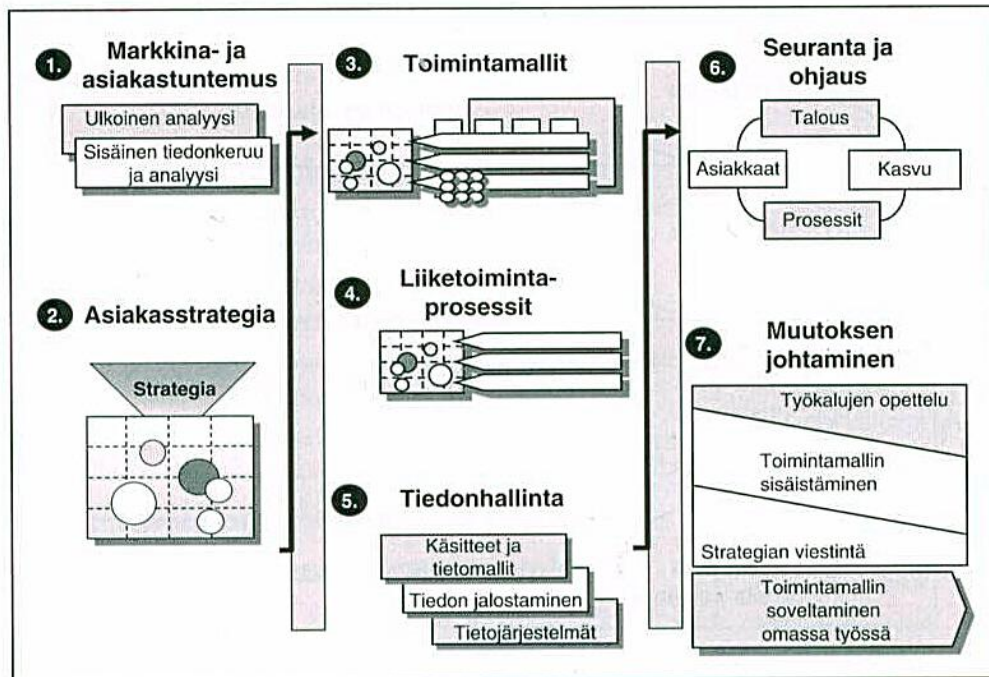 1.
Markkina- ja
asiakastuntemus
Ulkoinen analyysi
Sisäinen tiedonkeruu
ja analyysi
2.
Asiakasstrategia
Strategia
3.
Toimintamallit
4.
Liiketoiminta-
prosessit
5.
Tiedonhallinta
Käsitteet ja
tietomallit
Tiedon jalostaminen
Tietojärjestelmät
6.
Seuranta ja
ohjaus
Talous
Asiakkaat
Kasvu
Prosessit
7.
Muutoksen
johtaminen
Työkalujen opettelu
Toimintamallin
sisäistäminen
Strategian viestintä
Toimintamallin
soveltaminen
omassa työssä